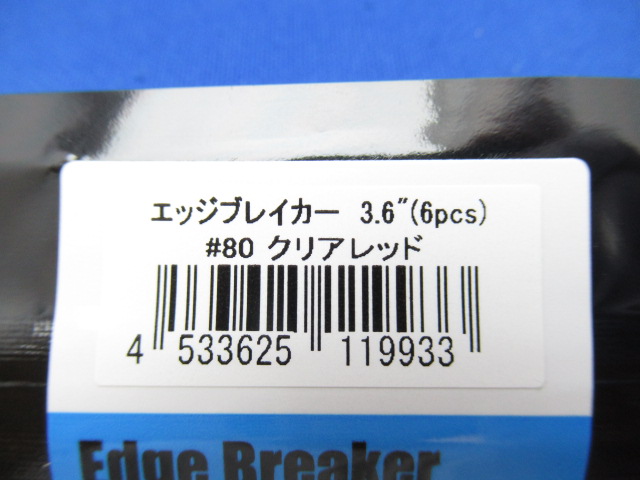 エッジブレイカー 3.6"(6pcs)
#80 クリアレッド
4 533625 119933
Edge Breaker